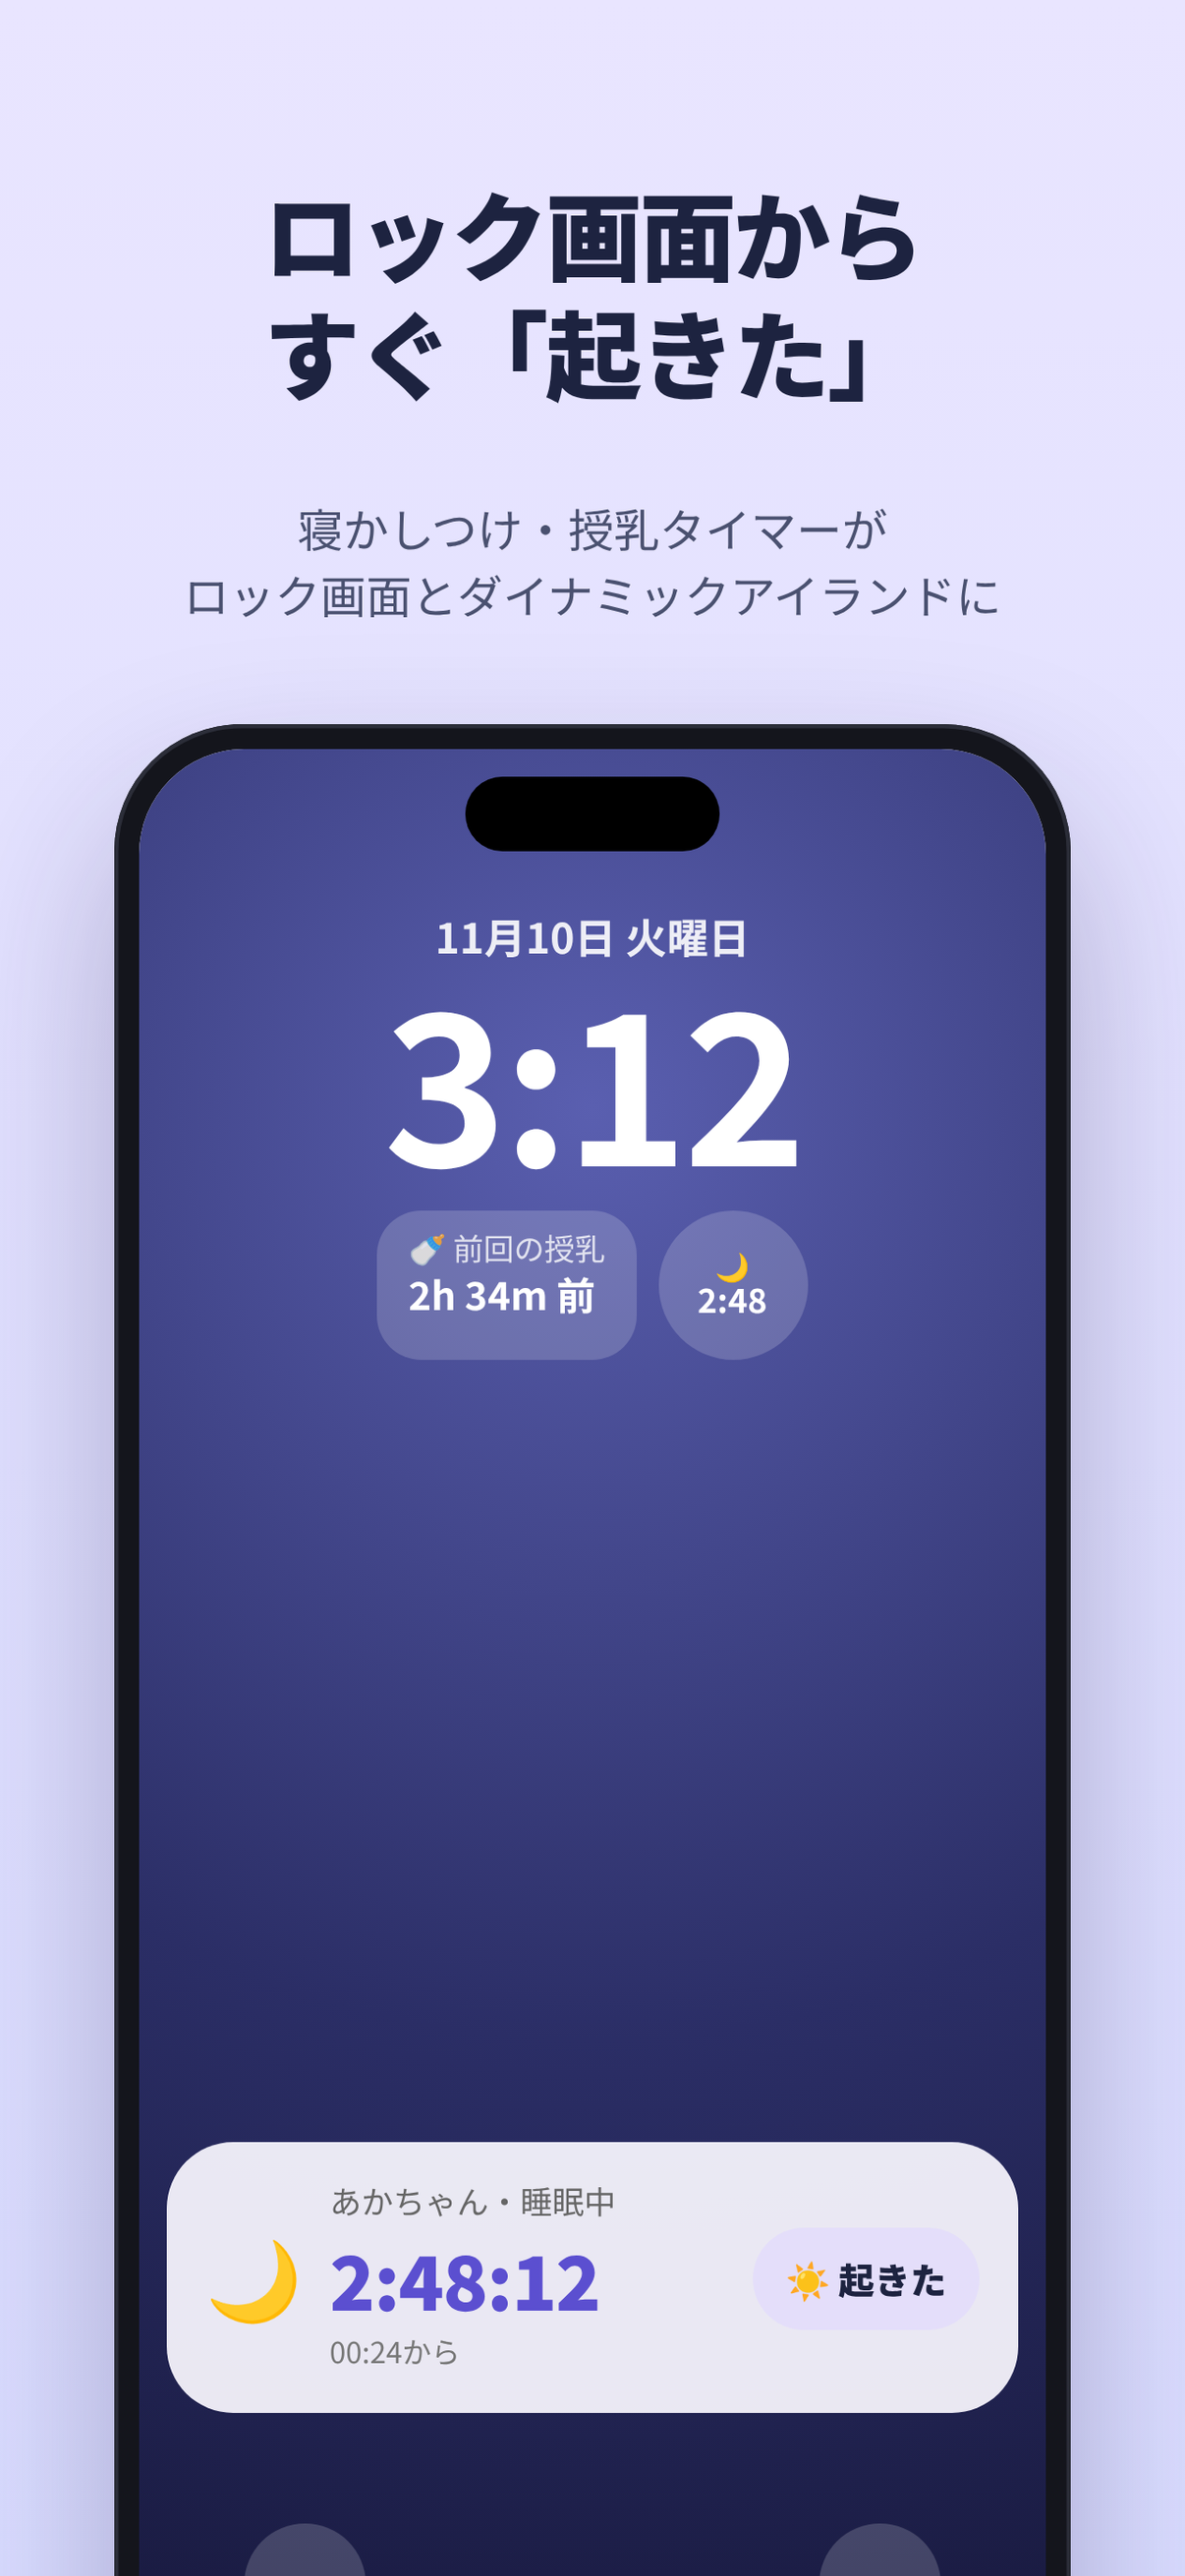 ロック画面から
すぐ「起きた」
寝かしつけ・授乳タイマーが
ロック画面とダイナミックアイランドに
11月10日 火曜日
3:12
🍼 前回の授乳
2h 34m 前
🌙
2:48
あかちゃん・睡眠中
🌙 2:48:12
☀️ 起きた
00:24から